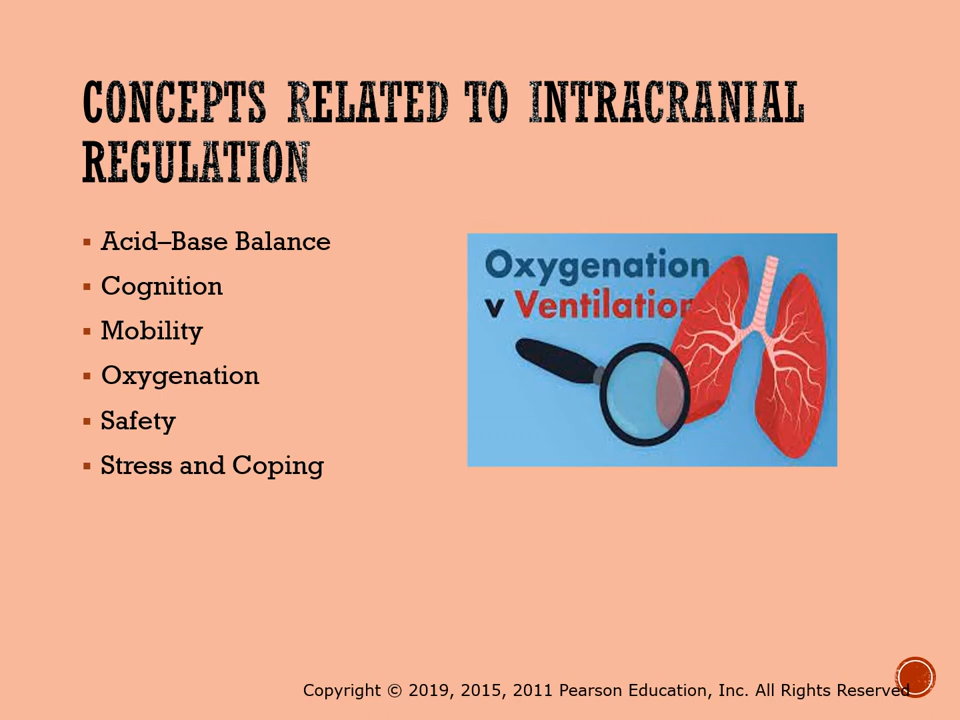 CONCEPTS RELATED TO INTRACRANIAL
REGULATION
Acid–Base Balance
Cognition
Mobility
Oxygenation
Safety
Stress and Coping
Oxygenation
v Ventilation
Copyright © 2019, 2015, 2011 Pearson Education, Inc. All Rights Reserved